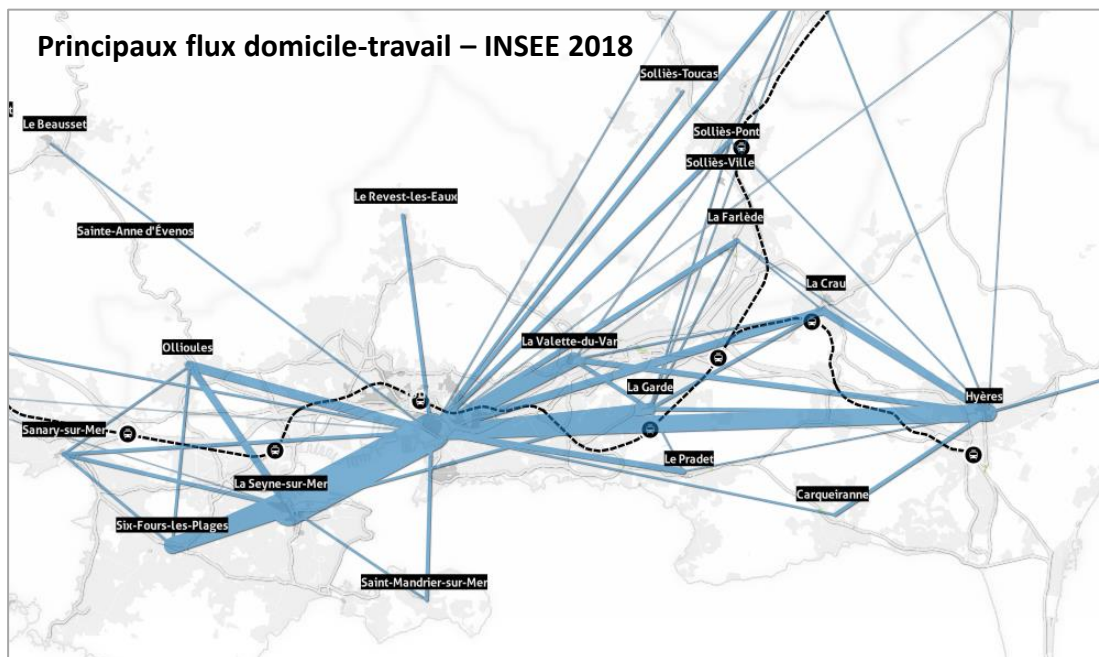 Principaux flux domicile-travail – INSEE 2018
Solliès-Toucas
Le Beausset
Solliès-Pont
Solliès-Ville
Le Revest-les-Eaux
La Farlède
Sainte-Anne d'Évenos
La Crau
La Valette-du-Var
Ollioules
La Garde
Hyères
Sanary-sur-Mer
Le Pradet
La Seyne-sur-Mer
Carqueiranne
Six-Fours-les-Plages
Saint-Mandrier-sur-Mer